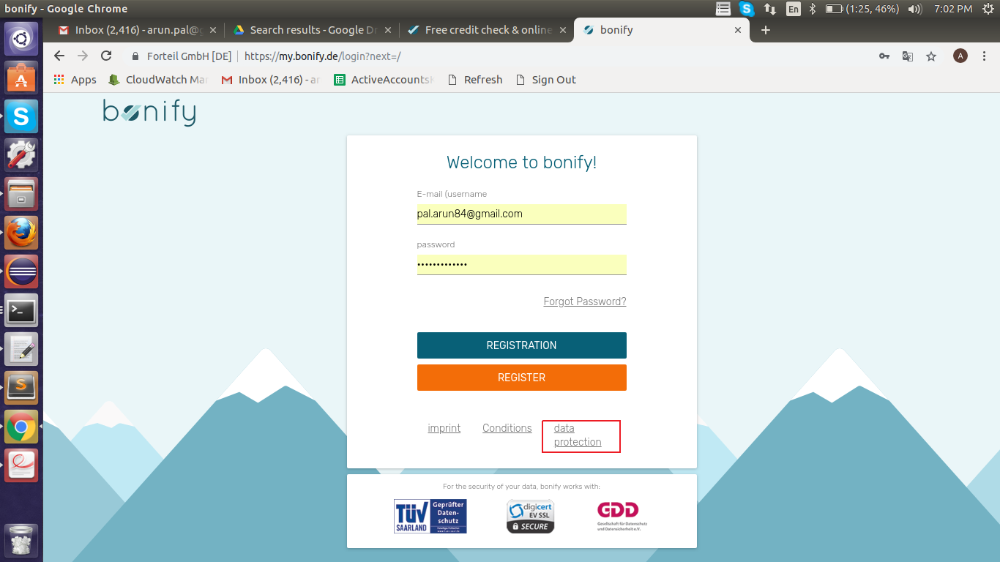 bonify - Google Chrome
En
(1:25, 46%)
7:02 PM
Inbox (2,416) - arun.pal@g
Search results - Google Dr
Free credit check & online
bonify
Forteil GmbH [DE]
https://my.bonify.de/login?next=/
A
Apps
CloudWatch Mar
Inbox (2,416) - ar
ActiveAccounts
Refresh
Sign Out
bonify
Welcome to bonify!
E-mail (username
pal.arun84@gmail.com
password
•••••••••••••
Forgot Password?
REGISTRATION
REGISTER
imprint
Conditions
data
protection
For the security of your data, bonify works with:
TÜV
SAARLAND
Geprüfter
Daten-
schutz
digicert
EV SSL
SECURE
GDD
Gesellschaft für Datenschutz
und Datensicherheit e.V.